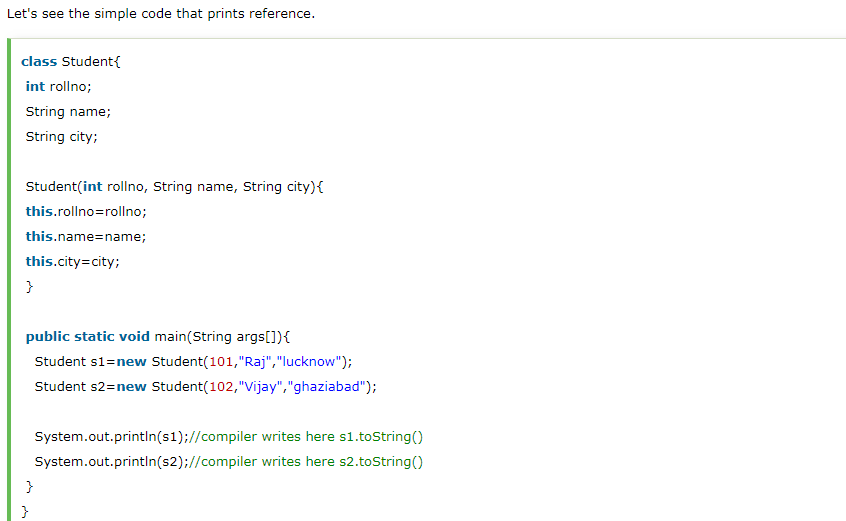 Let's see the simple code that prints reference.
class Student{
int rollno;
String name;
String city;
Student(int rollno, String name, String city){
this.rollno=rollno;
this.name=name;
this.city=city;
}
public static void main(String args[]){
Student s1=new Student(101,"Raj","lucknow");
Student s2=new Student(102,"Vijay","ghaziabad");
System.out.println(s1);//compiler writes here s1.toString()
System.out.println(s2);//compiler writes here s2.toString()
}
}